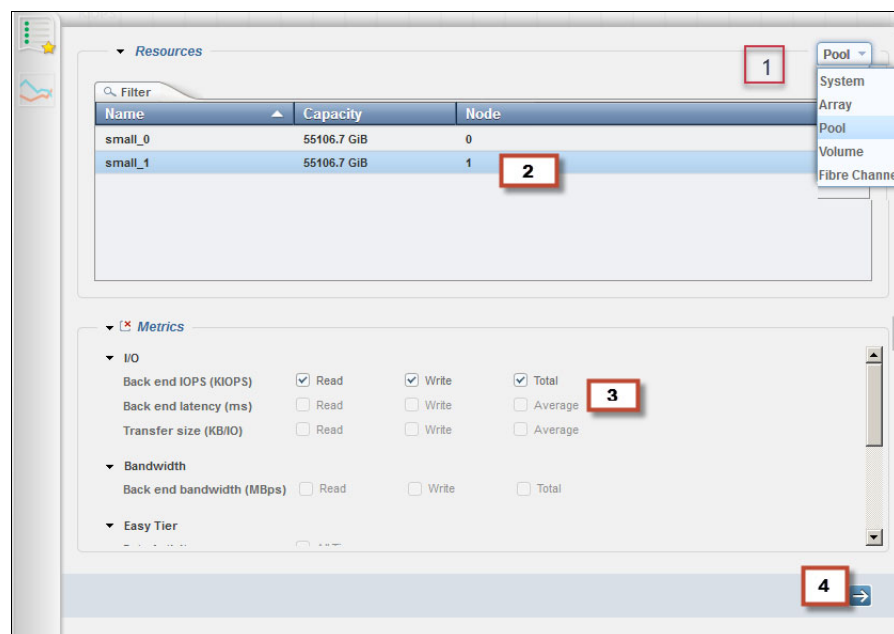 Resources
1
Pool
System
Array
Pool
Volume
Fibre Channe
Filter
Name Capacity Node
small_0 55106.7 GiB 0
small_1 55106.7 GiB 1
2
Metrics
I/O
Back end IOPS (KIOPS) Read Write Total
3
Back end latency (ms) Read Write Average
Transfer size (KB/IO) Read Write Average
Bandwidth
Back end bandwidth (MBps) Read Write Total
Easy Tier
4